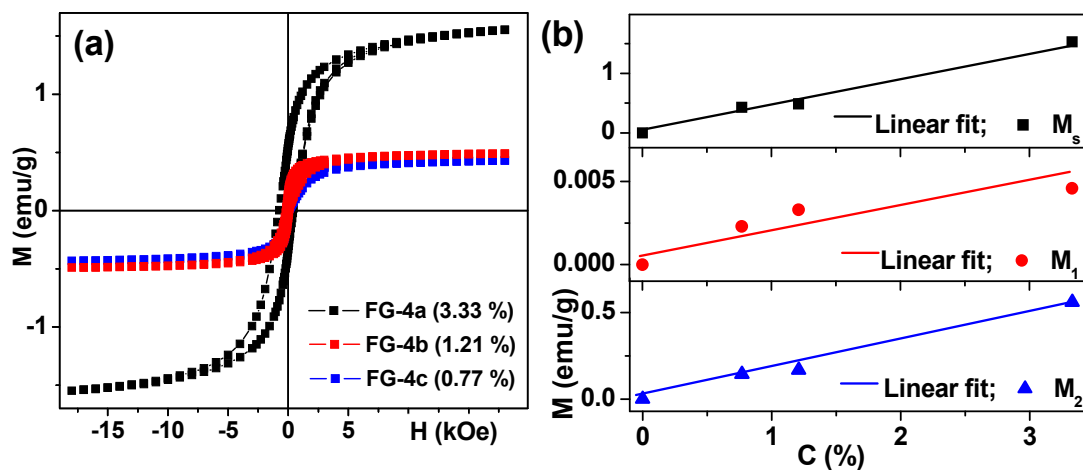 (a)
M (emu/g)
1
0
-1
-15
-10
-5
0
5
H (kOe)
FG-4a (3.33 %)
FG-4b (1.21 %)
FG-4c (0.77 %)
(b)
M (emu/g)
1
0
Linear fit; Ms
0.005
0.000
Linear fit; M1
0.5
0.0
Linear fit; M2
0
1
2
3
C (%)